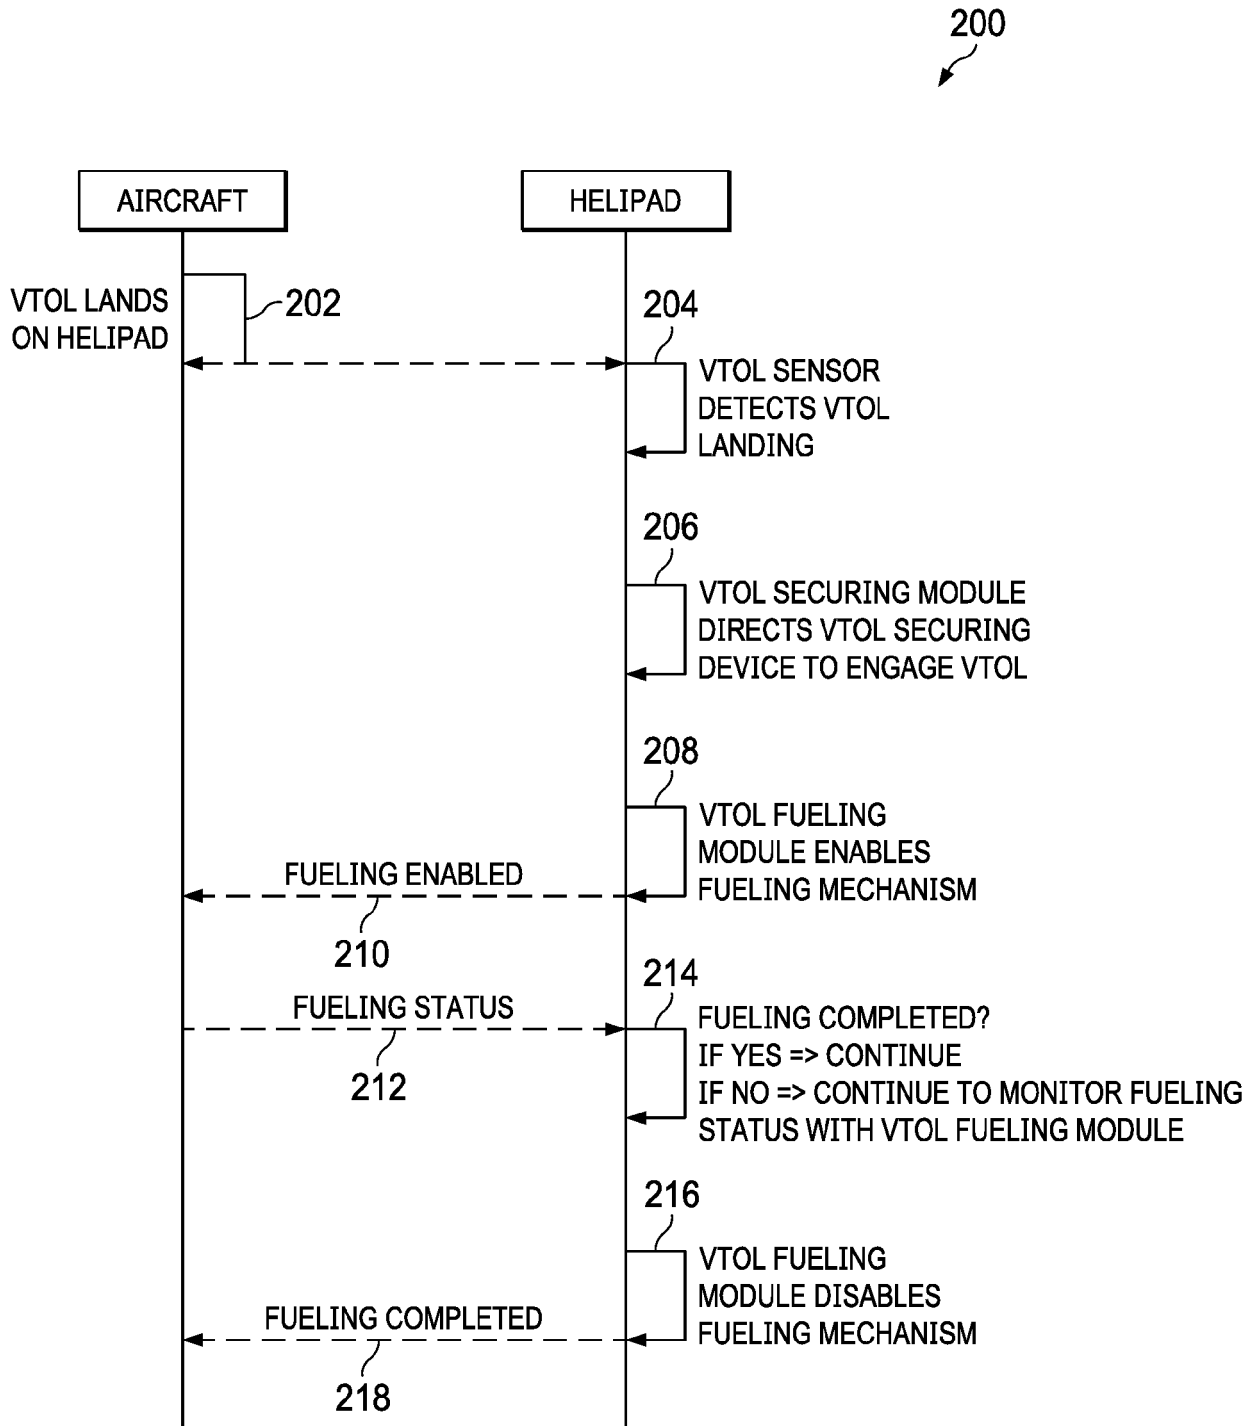 200
AIRCRAFT
HELIPAD
VTOL LANDS
ON HELIPAD
202
204
VTOL SENSOR
DETECTS VTOL
LANDING
206
VTOL SECURING MODULE
DIRECTS VTOL SECURING
DEVICE TO ENGAGE VTOL
208
VTOL FUELING
MODULE ENABLES
FUELING MECHANISM
FUELING ENABLED
210
FUELING STATUS
212
214
FUELING COMPLETED?
IF YES => CONTINUE
IF NO => CONTINUE TO MONITOR FUELING
STATUS WITH VTOL FUELING MODULE
216
VTOL FUELING
MODULE DISABLES
FUELING MECHANISM
FUELING COMPLETED
218